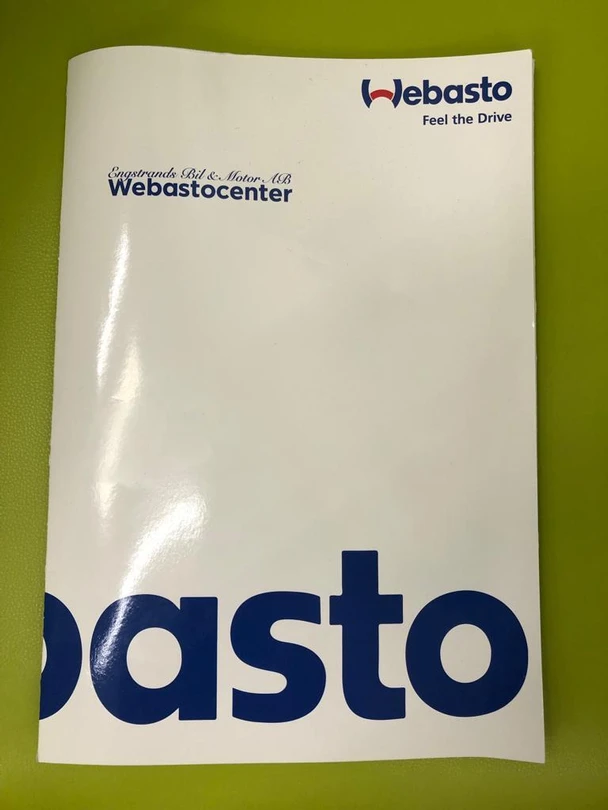 Webasto
Feel the Drive
Engstrands Bil & Motor AB
Webastocenter
basto